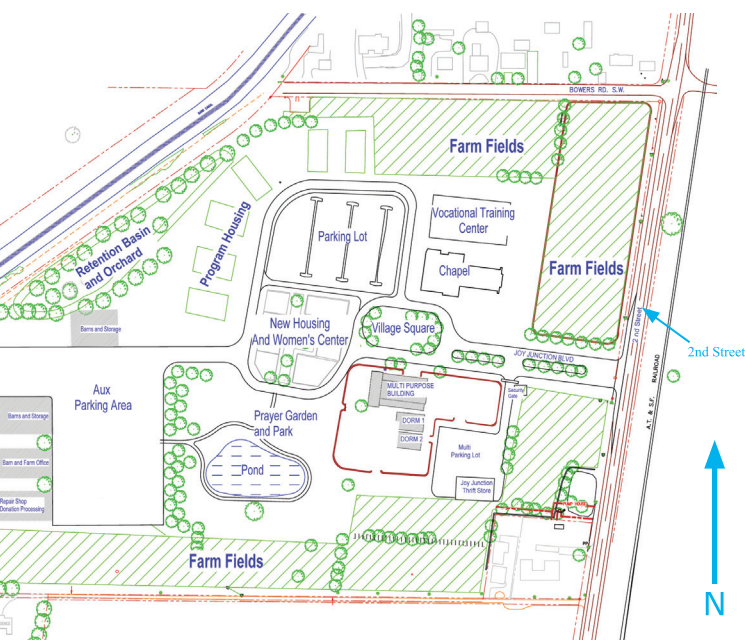 BOWERS RD. S.W.
Farm Fields
Vocational Training
Center
Parking Lot
Program Housing
Retention Basin
and Orchard
Chapel
Farm Fields
Barns and Storage
New Housing
And Women's Center
Village Square
2 nd Street
2nd Street
JOY JUNCTION BLVD
A.T. & S.F. RAILROAD
Aux
Parking Area
MULTI PURPOSE
BUILDING
Security
Gate
Barns and Storage
Prayer Garden
and Park
DORM 1
DORM 2
Multi
Parking Lot
Barn and Farm Office
Pond
Joy Junction
Thrift Store
Repair Shop
Donation Processing
Farm Fields
PP
N